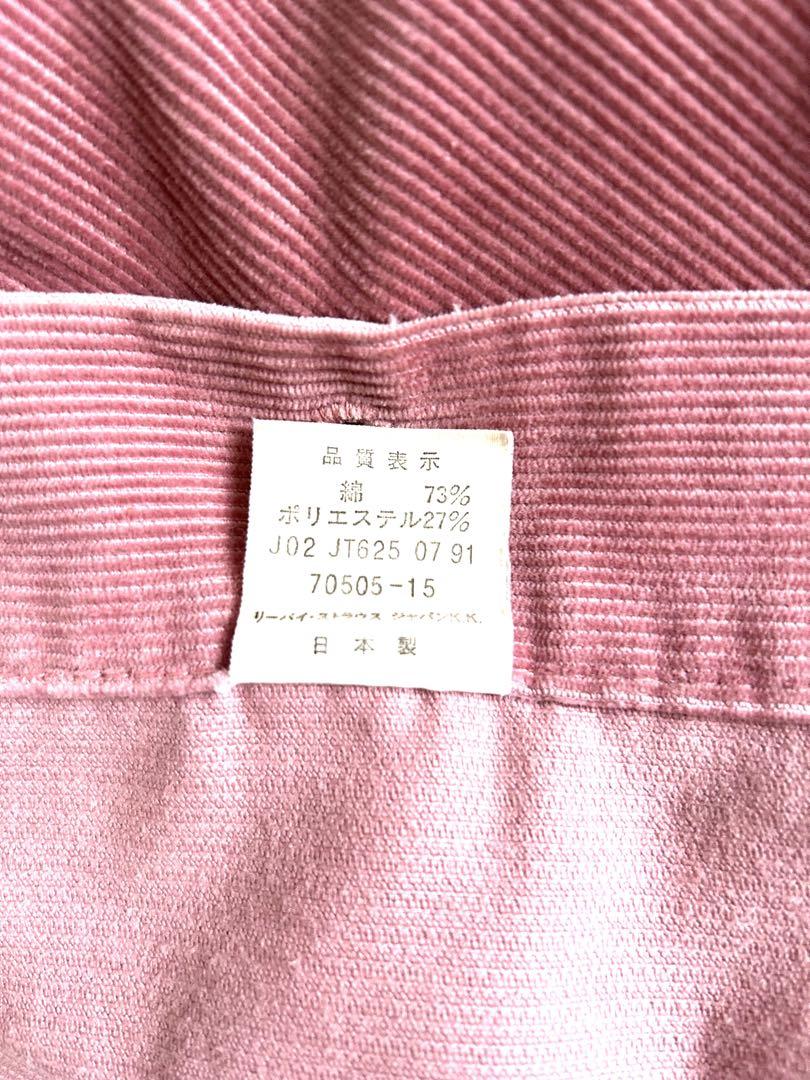 品質表示
綿 73%
ポリエステル27%
J02 JT625 07 91
70505-15
リーバイ・ストラウス ジャパンK.K.
日本製